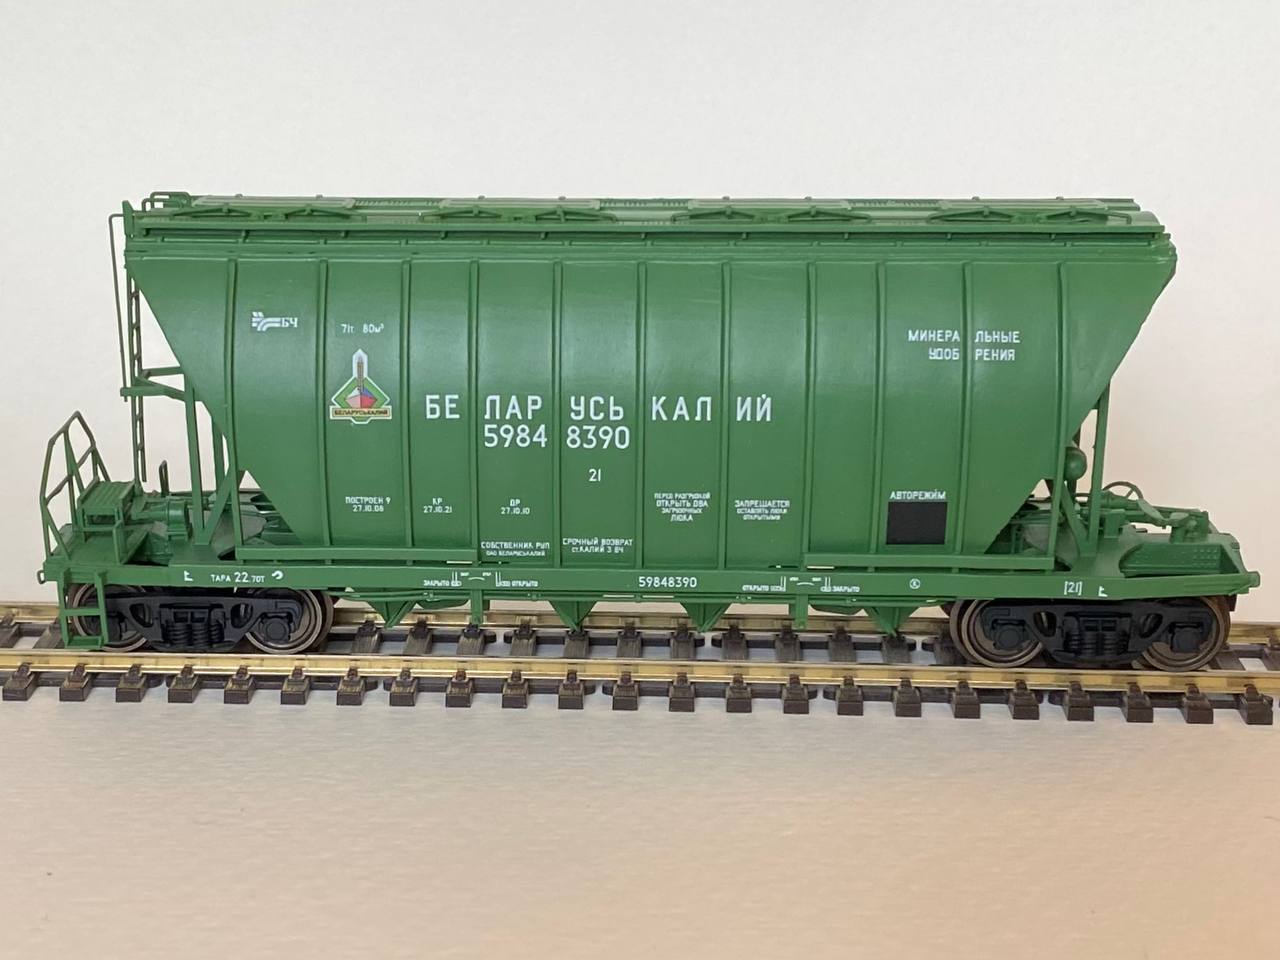 БЧ
71т. 80м³
МИНЕРАЛЬНЫЕ
УДОБРЕНИЯ
БЕЛАРУСЬКАЛИЙ
БЕЛАРУСЬКАЛИЙ
59848390
21
ПОСТРОЕН 9
27.10.08
КР
27.10.21
ДР
27.10.10
ПЕРЕД РАЗГРУЗКОЙ
ОТКРЫТЬ ДВА
ЗАГРУЗОЧНЫХ
ЛЮКА
ЗАПРЕЩАЕТСЯ
ОСТАВЛЯТЬ ЛЮКИ
ОТКРЫТЫМИ
АВТОРЕЖИМ
СОБСТВЕННИК РУП
ОАО БЕЛАРУСЬКАЛИЙ
СРОЧНЫЙ ВОЗВРАТ
СТ.КАЛИЙ 3 БЧ
ТАРА 22.70Т
ЗАКРЫТО
ОТКРЫТО
59848390
ОТКРЫТО
ЗАКРЫТО
К
[21]